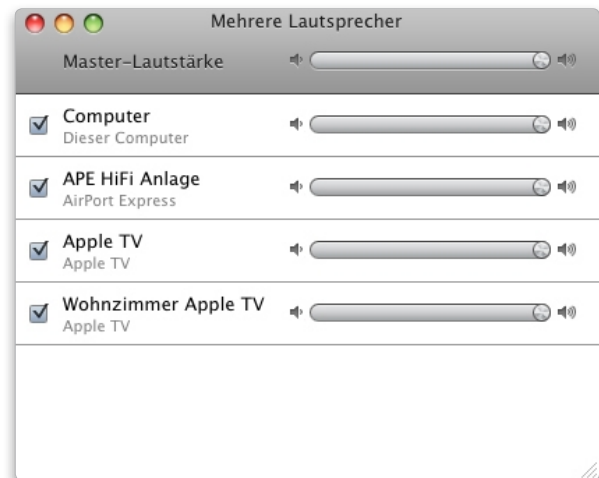 Mehrere Lautsprecher
Master-Lautstärke
Computer
Dieser Computer
APE HiFi Anlage
AirPort Express
Apple TV
Apple TV
Wohnzimmer Apple TV
Apple TV